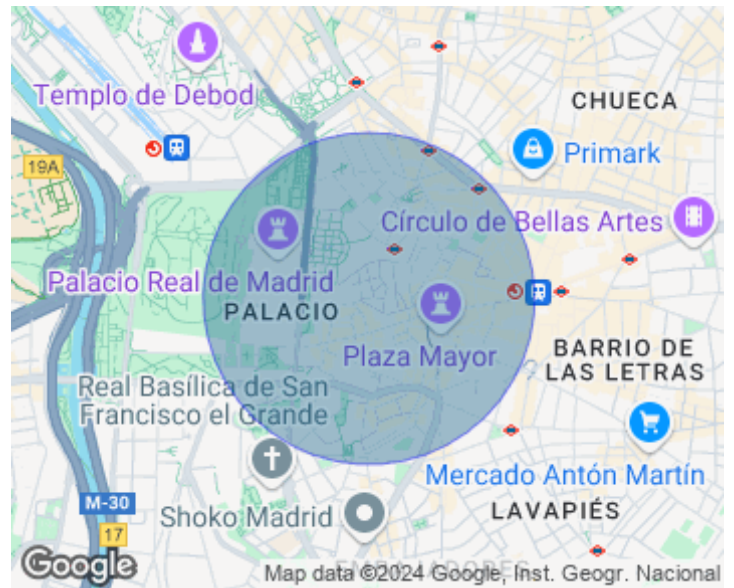 Templo de Debod
CHUECA
Primark
19A
Círculo de Bellas Artes
Palacio Real de Madrid
PALACIO
Plaza Mayor
BARRIO DE
LAS LETRAS
Real Basílica de San
Francisco el Grande
Mercado Antón Martín
M-30
LAVAPIÉS
Shoko Madrid
17
Google
Map data ©2024 Google, Inst. Geogr. Nacional